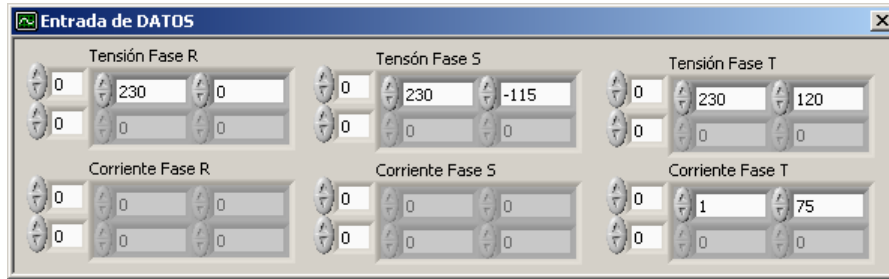 Entrada de DATOS
Tensión Fase R
Tensón Fase S
Tensión Fase T
0 230 0
0 230 -115
0 230 120
0 0 0
0 0 0
0 0 0
Corriente Fase R
Corriente Fase S
Corriente Fase T
0 0 0
0 0 0
0 1 75
0 0 0
0 0 0
0 0 0